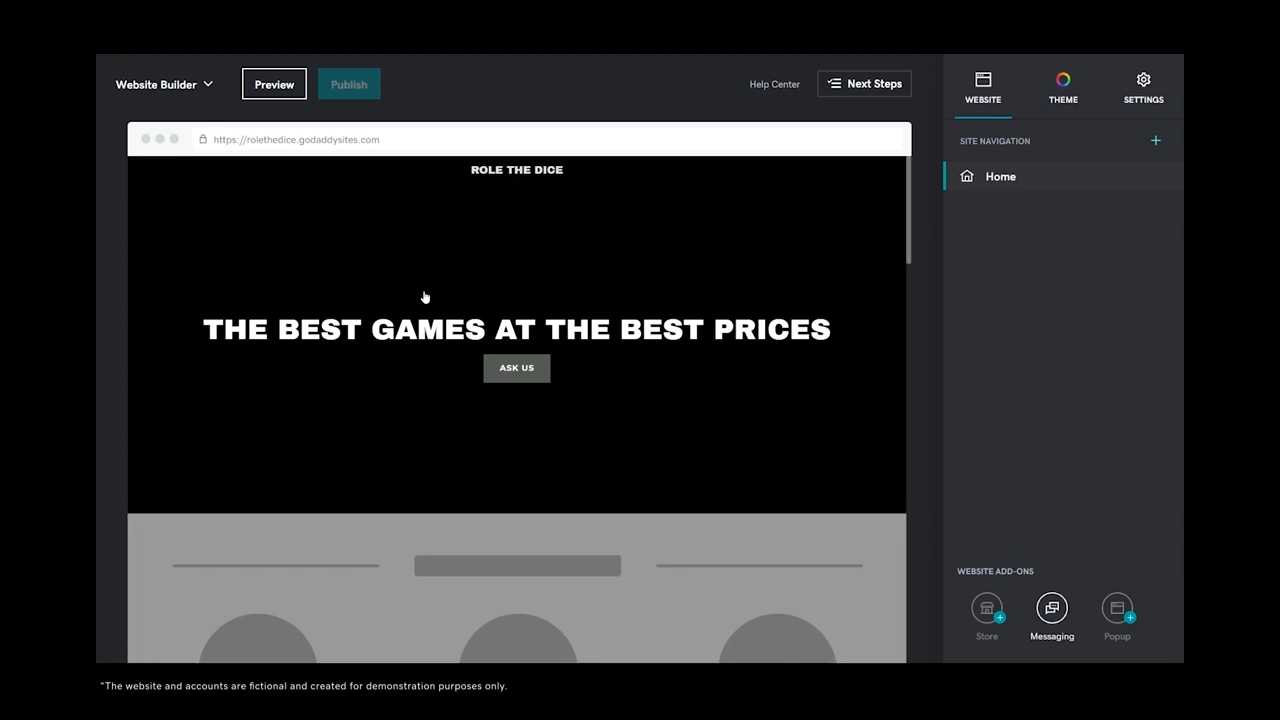 Website Builder
Preview
Publish
Help Center
Next Steps
WEBSITE
THEME
SETTINGS
https://rolethedice.godaddysites.com
SITE NAVIGATION
Home
ROLE THE DICE
THE BEST GAMES AT THE BEST PRICES
ASK US
WEBSITE ADD-ONS
Store
Messaging
Popup
*The website and accounts are fictional and created for demonstration purposes only.